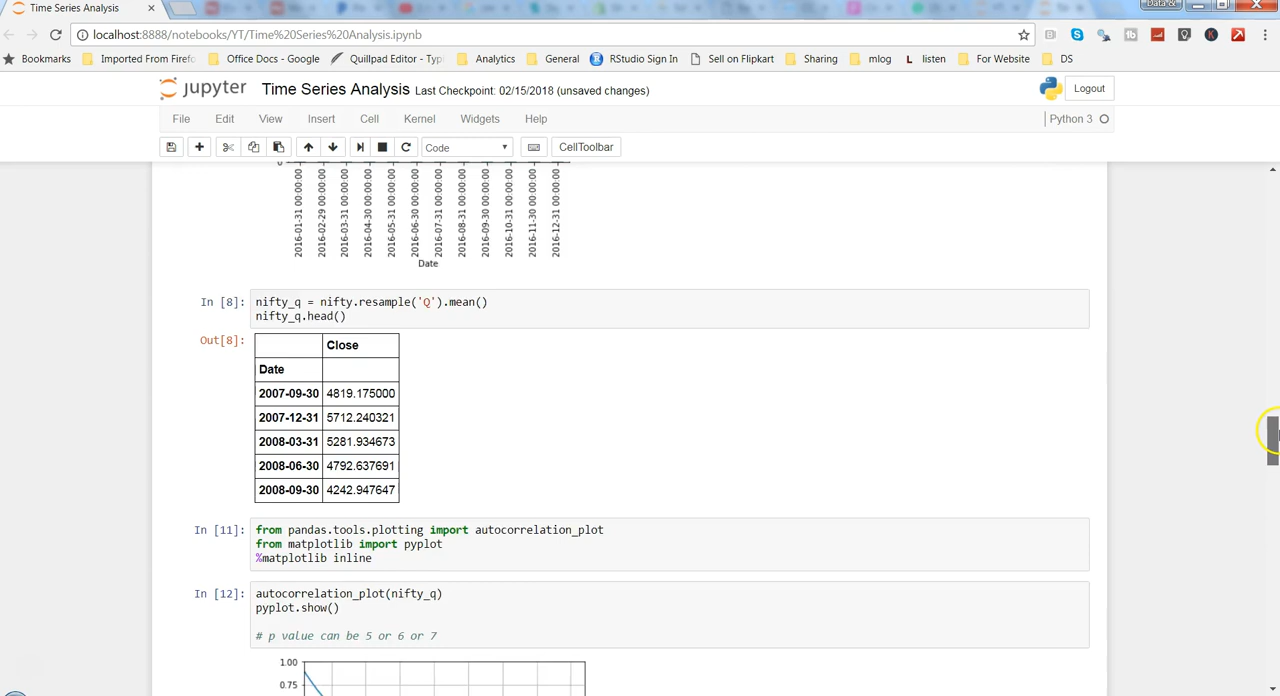 Time Series Analysis
Data &
localhost:8888/notebooks/YT/Time%20Series%20Analysis.ipynb
Bookmarks Imported From Firefo Office Docs - Google Quillpad Editor - Typi Analytics General RStudio Sign In Sell on Flipkart Sharing mlog listen For Website DS
jupyter Time Series Analysis Last Checkpoint: 02/15/2018 (unsaved changes) Logout
File Edit View Insert Cell Kernel Widgets Help Python 3
Code CellToolbar
0
2016-01-31 00:00:00
2016-02-29 00:00:00
2016-03-31 00:00:00
2016-04-30 00:00:00
2016-05-31 00:00:00
2016-06-30 00:00:00
2016-07-31 00:00:00
2016-08-31 00:00:00
2016-09-30 00:00:00
2016-10-31 00:00:00
2016-11-30 00:00:00
2016-12-31 00:00:00
Date
In [8]: nifty_q = nifty.resample('Q').mean()
nifty_q.head()
Out[8]:
Close
Date
2007-09-30 4819.175000
2007-12-31 5712.240321
2008-03-31 5281.934673
2008-06-30 4792.637691
2008-09-30 4242.947647
In [11]: from pandas.tools.plotting import autocorrelation_plot
from matplotlib import pyplot
%matplotlib inline
In [12]: autocorrelation_plot(nifty_q)
pyplot.show()
# p value can be 5 or 6 or 7
1.00
0.75